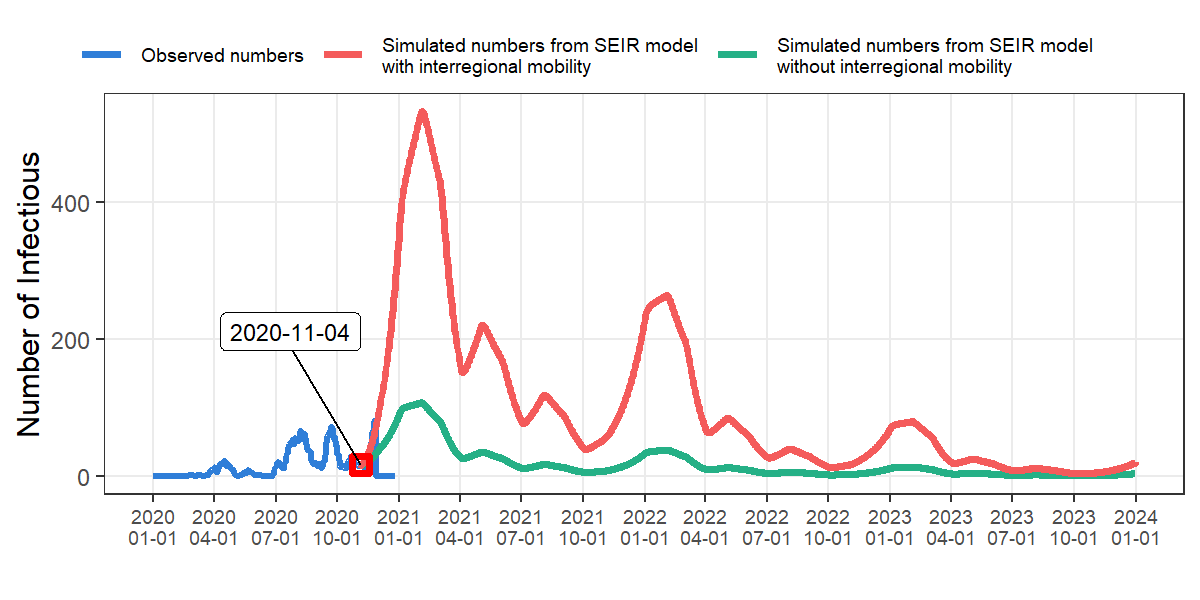 Observed numbers
Simulated numbers from SEIR model
with interregional mobility
Simulated numbers from SEIR model
without interregional mobility
Number of Infectious
400
200
0
2020-11-04
2020 2020 2020 2020 2021 2021 2021 2021 2022 2022 2022 2022 2023 2023 2023 2023 2024
01-01 04-01 07-01 10-01 01-01 04-01 07-01 10-01 01-01 04-01 07-01 10-01 01-01 04-01 07-01 10-01 01-01